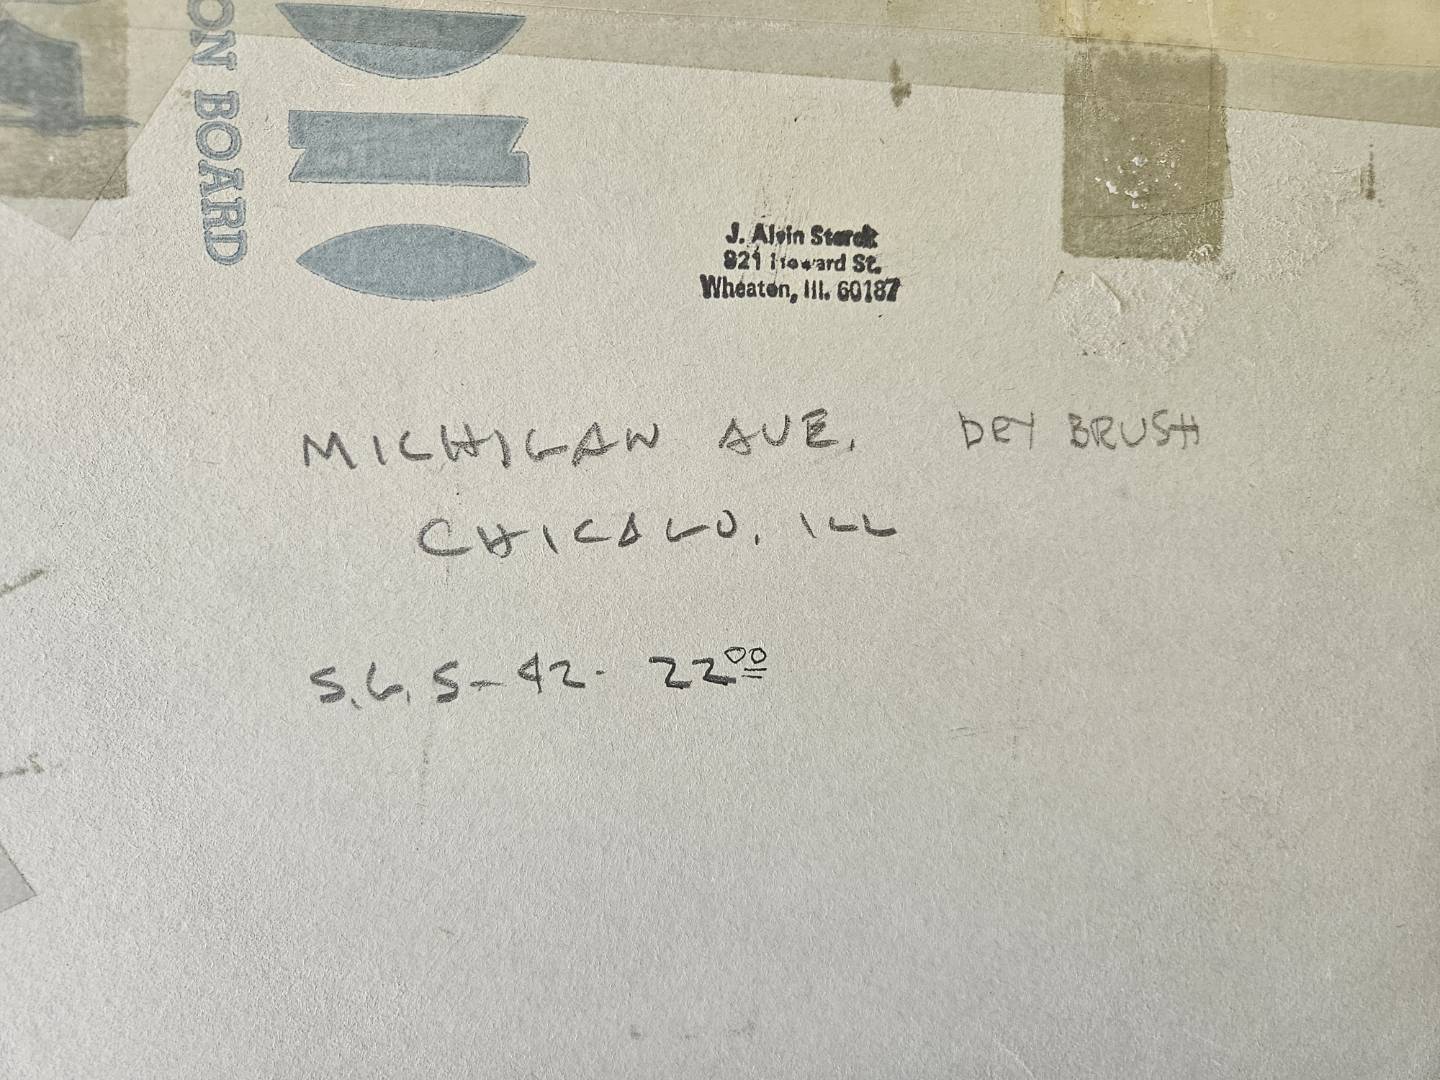 ON BOARD
J. Alvin Starck
921 Howard St.
Wheaton, Ill. 60187
MICHIGAN AVE. DRY BRUSH
CHICAGO, ILL
S.G. S-42- 22⁰⁰